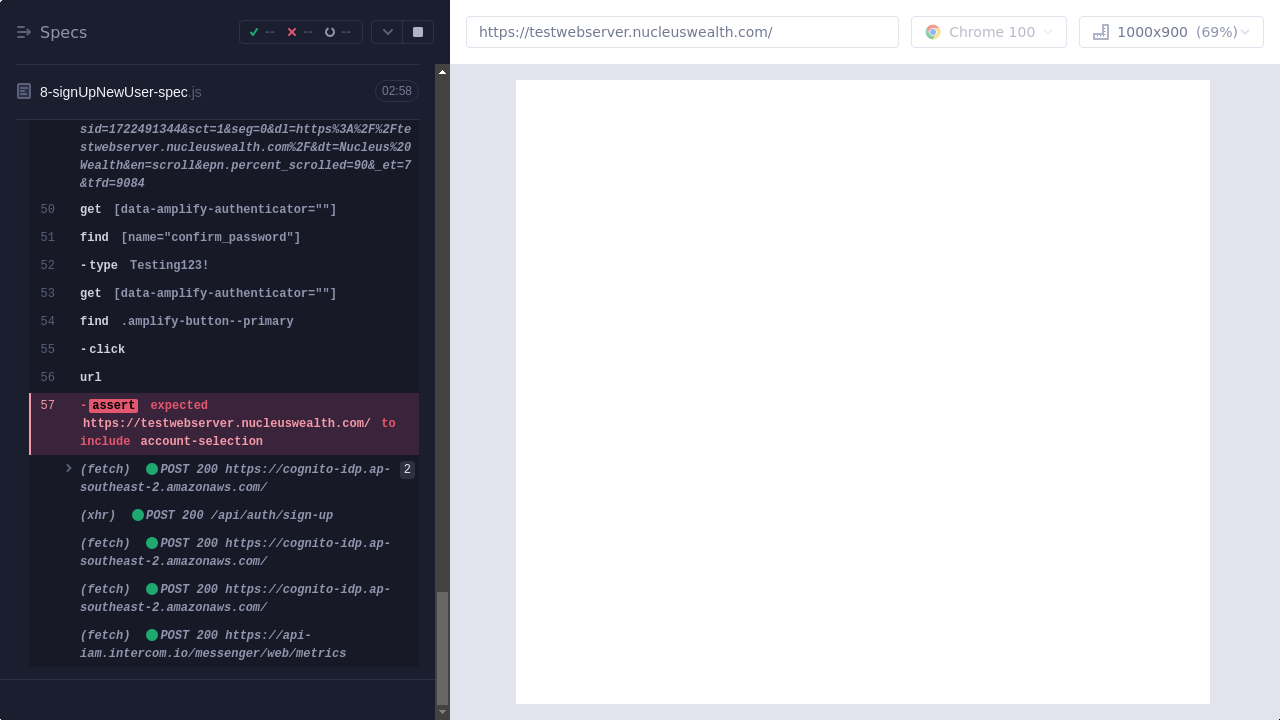 Specs
--
--
--
https://testwebserver.nucleuswealth.com/
Chrome 100
1000x900 (69%)
8-signUpNewUser-spec.js
02:58
sid=1722491344&sct=1&seg=0&dl=https%3A%2F%2Fte
stwebserver.nucleuswealth.com%2F&dt=Nucleus%20
Wealth&en=scroll&epn.percent_scrolled=90&_et=7
&tfd=9084
50 get [data-amplify-authenticator=""]
51 find [name="confirm_password"]
52 -type Testing123!
53 get [data-amplify-authenticator=""]
54 find .amplify-button--primary
55 -click
56 url
57 -assert expected
https://testwebserver.nucleuswealth.com/ to
include account-selection
(fetch) POST 200 https://cognito-idp.ap- 2
southeast-2.amazonaws.com/
(xhr) POST 200 /api/auth/sign-up
(fetch) POST 200 https://cognito-idp.ap-
southeast-2.amazonaws.com/
(fetch) POST 200 https://cognito-idp.ap-
southeast-2.amazonaws.com/
(fetch) POST 200 https://api-
iam.intercom.io/messenger/web/metrics